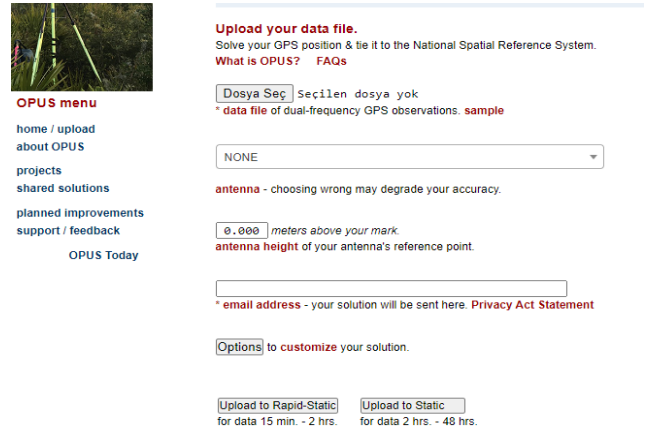 OPUS menu
home / upload
about OPUS
projects
shared solutions
planned improvements
support / feedback
OPUS Today
Upload your data file.
Solve your GPS position & tie it to the National Spatial Reference System.
What is OPUS? FAQs
Dosya Seç Seçilen dosya yok
* data file of dual-frequency GPS observations. sample
NONE
antenna - choosing wrong may degrade your accuracy.
0.000 meters above your mark.
antenna height of your antenna's reference point.
* email address - your solution will be sent here. Privacy Act Statement
Options to customize your solution.
Upload to Rapid-Static Upload to Static
for data 15 min. - 2 hrs. for data 2 hrs. - 48 hrs.